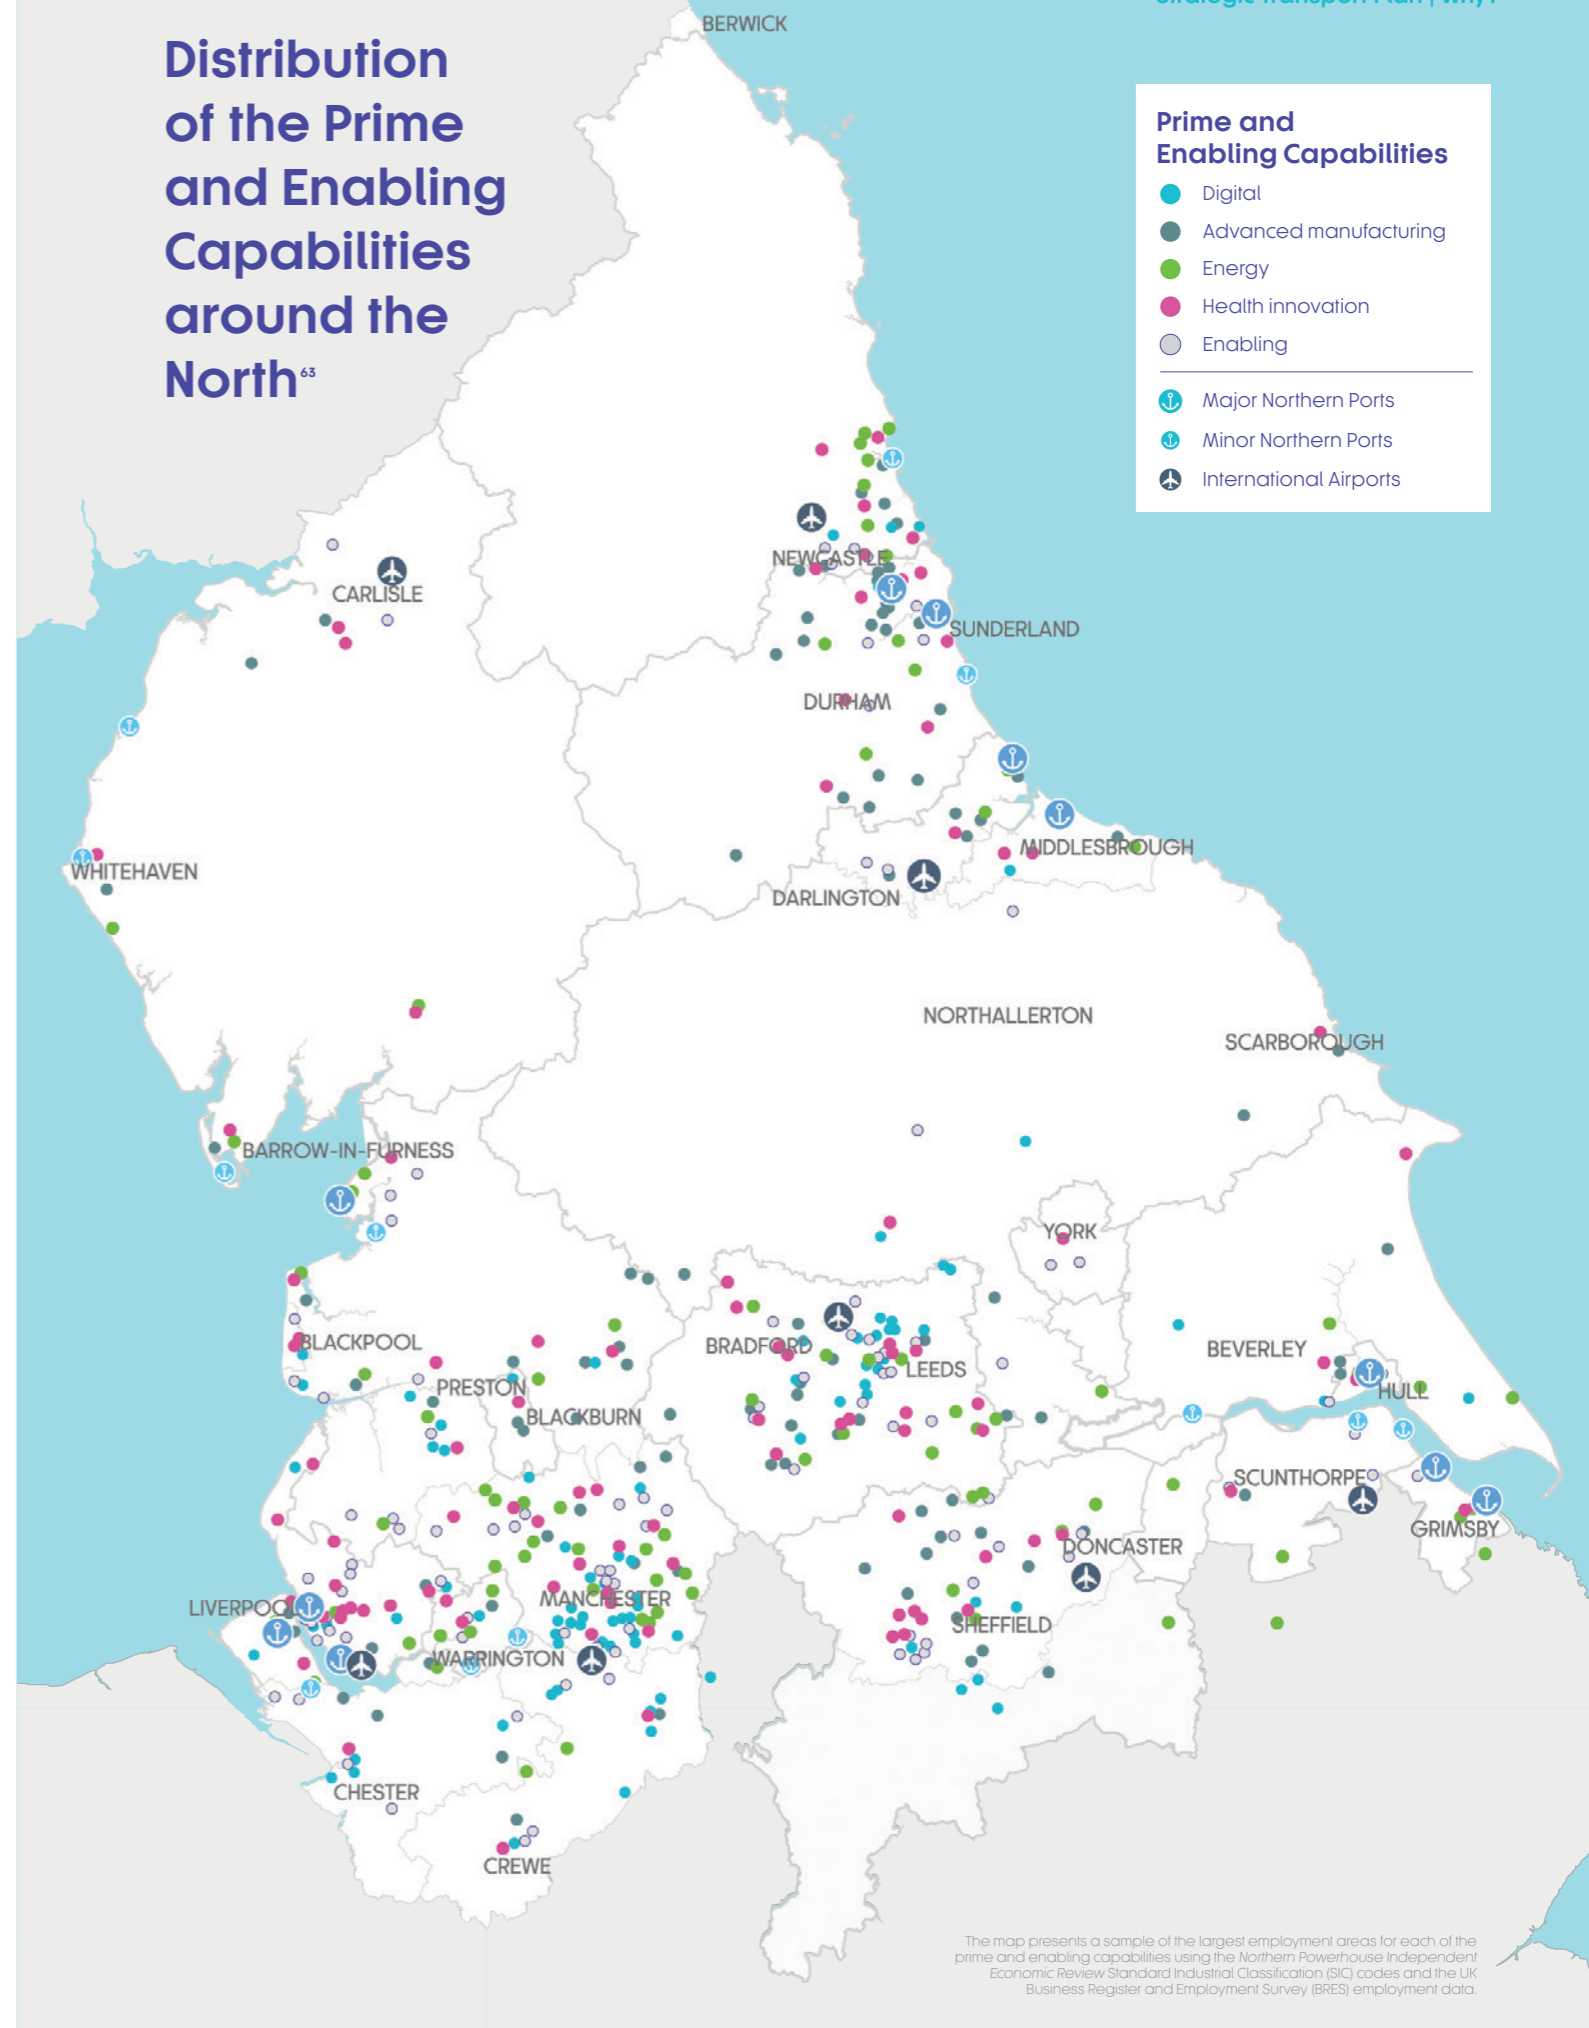 Strategic Transport Plan | Why?
Distribution
of the Prime
and Enabling
Capabilities
around the
North⁶³
BERWICK
Prime and
Enabling Capabilities
Digital
Advanced manufacturing
Energy
Health innovation
Enabling
Major Northern Ports
Minor Northern Ports
International Airports
NEWCASTLE
CARLISLE
SUNDERLAND
DURHAM
MIDDLESBROUGH
WHITEHAVEN
DARLINGTON
NORTHALLERTON
SCARBOROUGH
BARROW-IN-FURNESS
YORK
BLACKPOOL
BRADFORD
BEVERLEY
LEEDS
PRESTON
HULL
BLACKBURN
SCUNTHORPE
GRIMSBY
DONCASTER
MANCHESTER
LIVERPOOL
SHEFFIELD
WARRINGTON
CHESTER
CREWE
The map presents a sample of the largest employment areas for each of the
prime and enabling capabilities using the Northern Powerhouse Independent
Economic Review Standard Industrial Classification (SIC) codes and the UK
Business Register and Employment Survey (BRES) employment data.